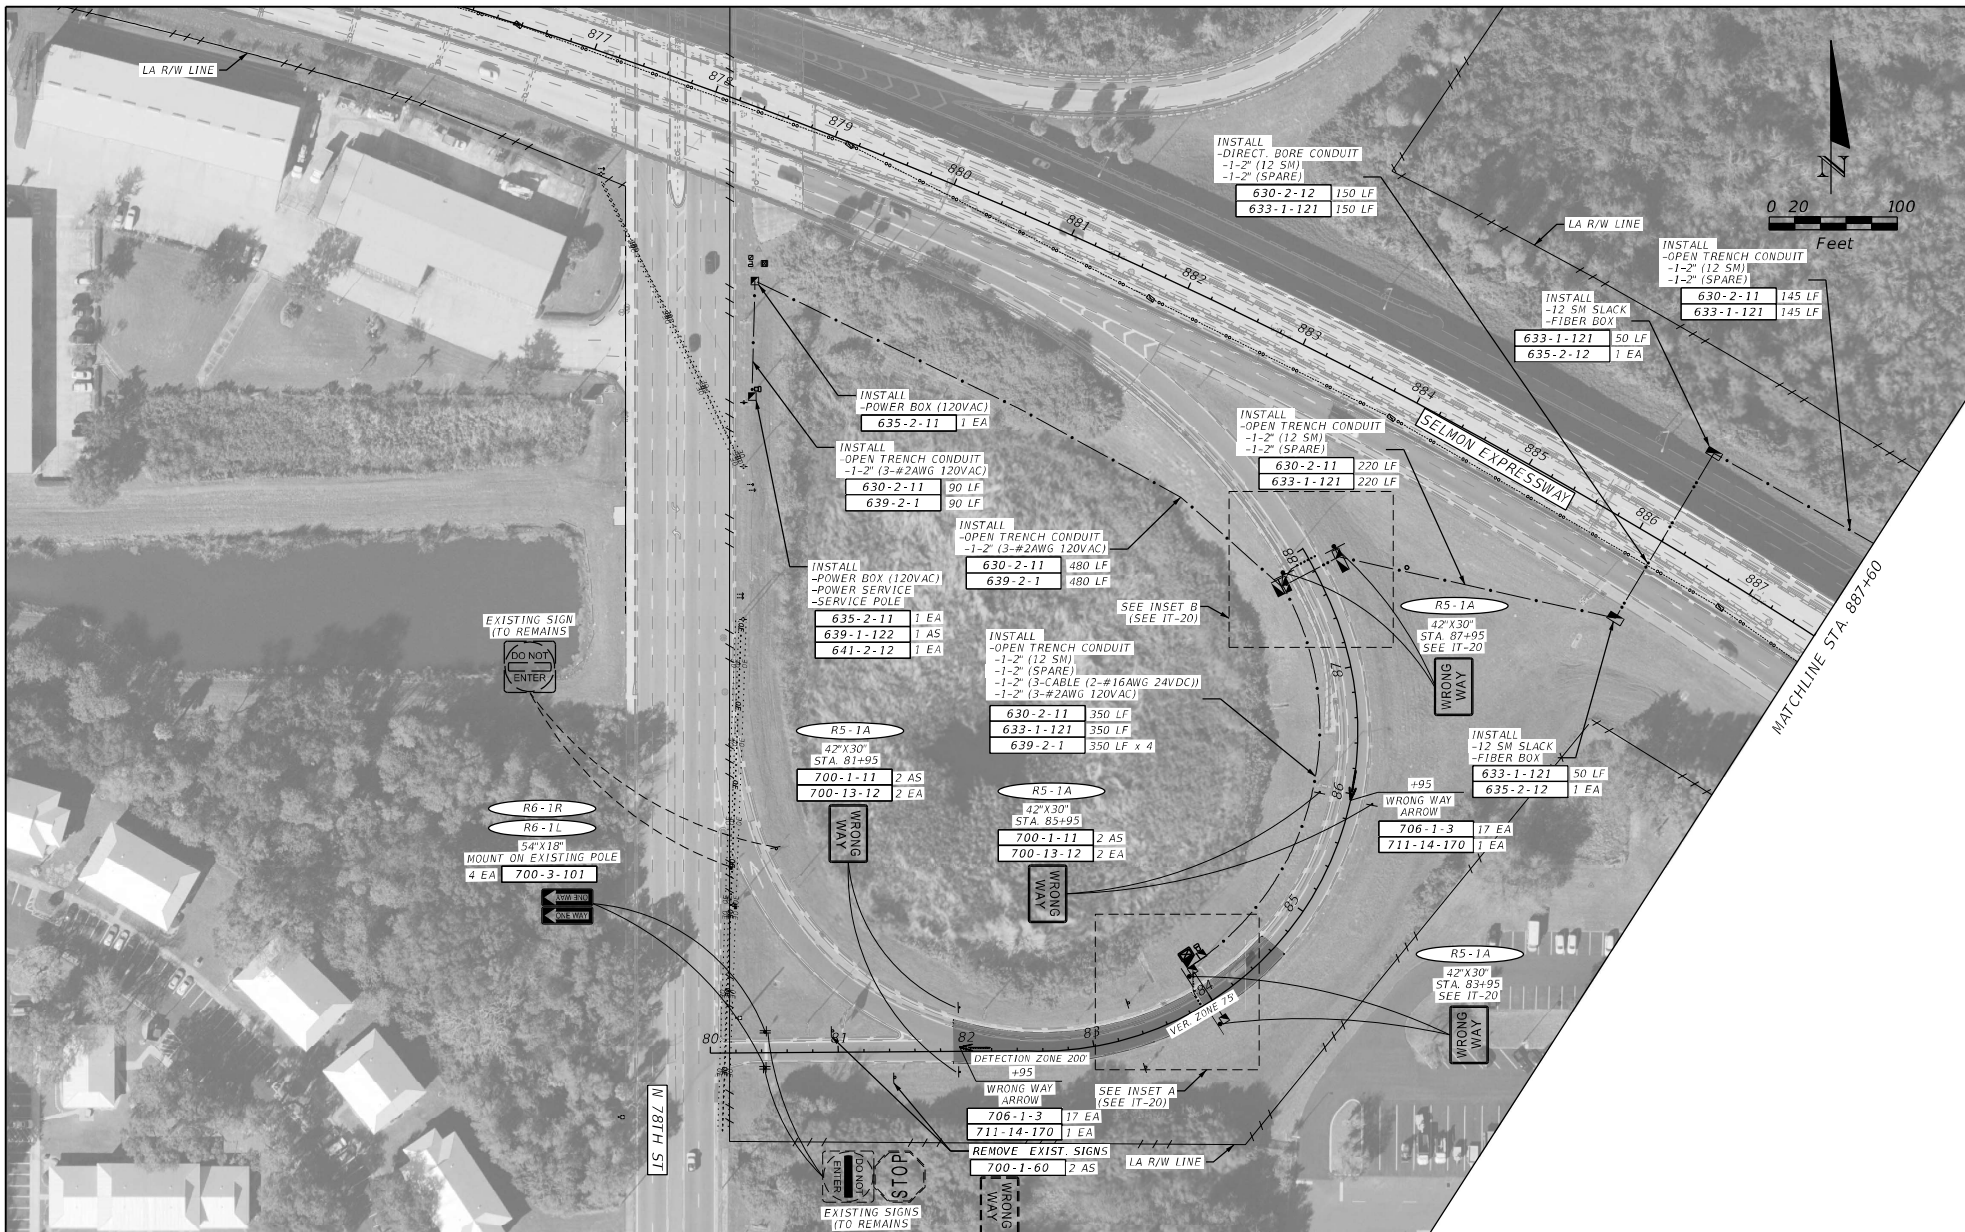 877
878
879
880
881
882
883
884
885
886
887
LA R/W LINE
INSTALL
-DIRECT. BORE CONDUIT
-1-2" (12 SM)
-1-2" (SPARE)
630-2-12 150 LF
633-1-121 150 LF
N
0 20 100
Feet
LA R/W LINE
INSTALL
-OPEN TRENCH CONDUIT
-1-2" (12 SM)
-1-2" (SPARE)
630-2-11 145 LF
633-1-121 145 LF
INSTALL
-12 SM SLACK
-FIBER BOX
633-1-121 50 LF
635-2-12 1 EA
INSTALL
-POWER BOX (120VAC)
635-2-11 1 EA
INSTALL
-OPEN TRENCH CONDUIT
-1-2" (3-#2AWG 120VAC)
630-2-11 90 LF
639-2-1 90 LF
INSTALL
-OPEN TRENCH CONDUIT
-1-2" (12 SM)
-1-2" (SPARE)
630-2-11 220 LF
633-1-121 220 LF
SELMON EXPRESSWAY
INSTALL
-OPEN TRENCH CONDUIT
-1-2" (3-#2AWG 120VAC)
630-2-11 480 LF
639-2-1 480 LF
INSTALL
-POWER BOX (120VAC)
-POWER SERVICE
-SERVICE POLE
635-2-11 1 EA
639-1-122 1 AS
641-2-12 1 EA
SEE INSET B
(SEE IT-20)
R5-1A
42"X30"
STA. 87+95
SEE IT-20
WRONG
WAY
MATCHLINE STA. 887+60
EXISTING SIGN
(TO REMAINS
DO NOT
ENTER
INSTALL
-OPEN TRENCH CONDUIT
-1-2" (12 SM)
-1-2" (SPARE)
-1-2" (3-CABLE (2-#16AWG 24VDC))
-1-2" (3-#2AWG 120VAC)
630-2-11 350 LF
633-1-121 350 LF
639-2-1 350 LF x 4
88
87
86
85
84
83
82
81
80
R5-1A
42"X30"
STA. 81+95
700-1-11 2 AS
700-13-12 2 EA
WRONG
WAY
R5-1A
42"X30"
STA. 85+95
700-1-11 2 AS
700-13-12 2 EA
WRONG
WAY
INSTALL
-12 SM SLACK
-FIBER BOX
633-1-121 50 LF
635-2-12 1 EA
+95
WRONG WAY
ARROW
706-1-3 17 EA
711-14-170 1 EA
R6-1R
R6-1L
54"X18"
MOUNT ON EXISTING POLE
4 EA 700-3-101
ONE WAY
ONE WAY
R5-1A
42"X30"
STA. 83+95
SEE IT-20
WRONG
WAY
VER. ZONE 75'
DETECTION ZONE 200'
+95
WRONG WAY
ARROW
706-1-3 17 EA
711-14-170 1 EA
SEE INSET A
(SEE IT-20)
N 78TH ST
REMOVE EXIST. SIGNS
700-1-60 2 AS
WRONG
WAY
LA R/W LINE
DO NOT
ENTER
STOP
EXISTING SIGNS
(TO REMAINS